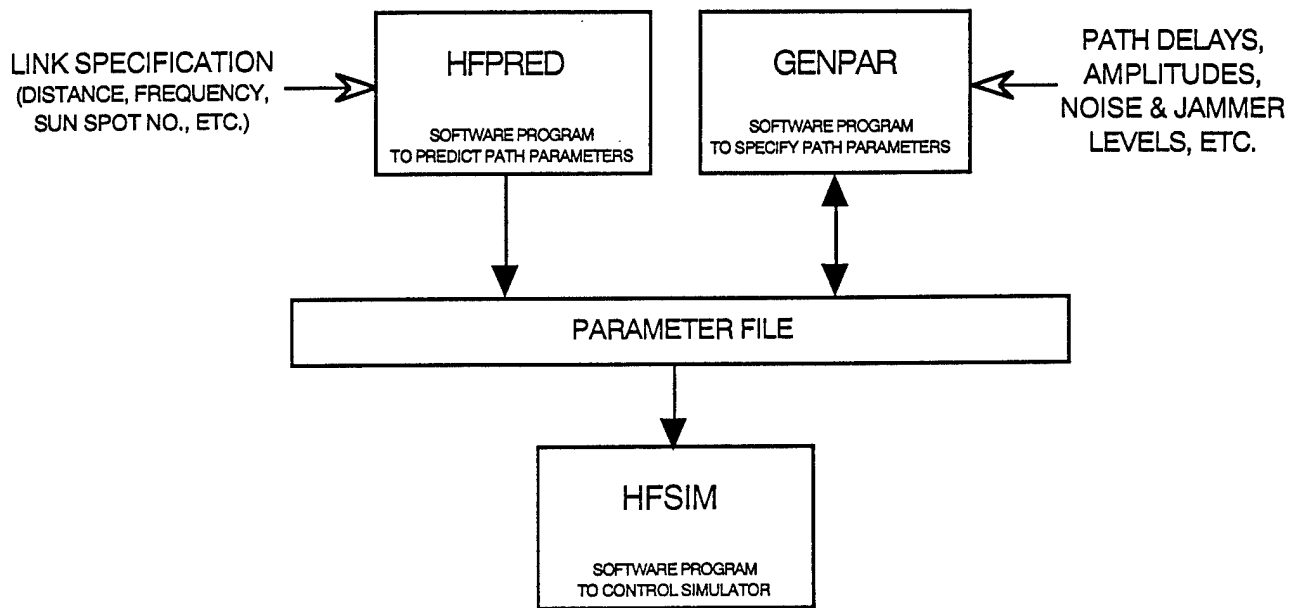 LINK SPECIFICATION
(DISTANCE, FREQUENCY,
SUN SPOT NO., ETC.)
HFPRED
SOFTWARE PROGRAM
TO PREDICT PATH PARAMETERS
GENPAR
SOFTWARE PROGRAM
TO SPECIFY PATH PARAMETERS
PATH DELAYS,
AMPLITUDES,
NOISE & JAMMER
LEVELS, ETC.
PARAMETER FILE
HFSIM
SOFTWARE PROGRAM
TO CONTROL SIMULATOR